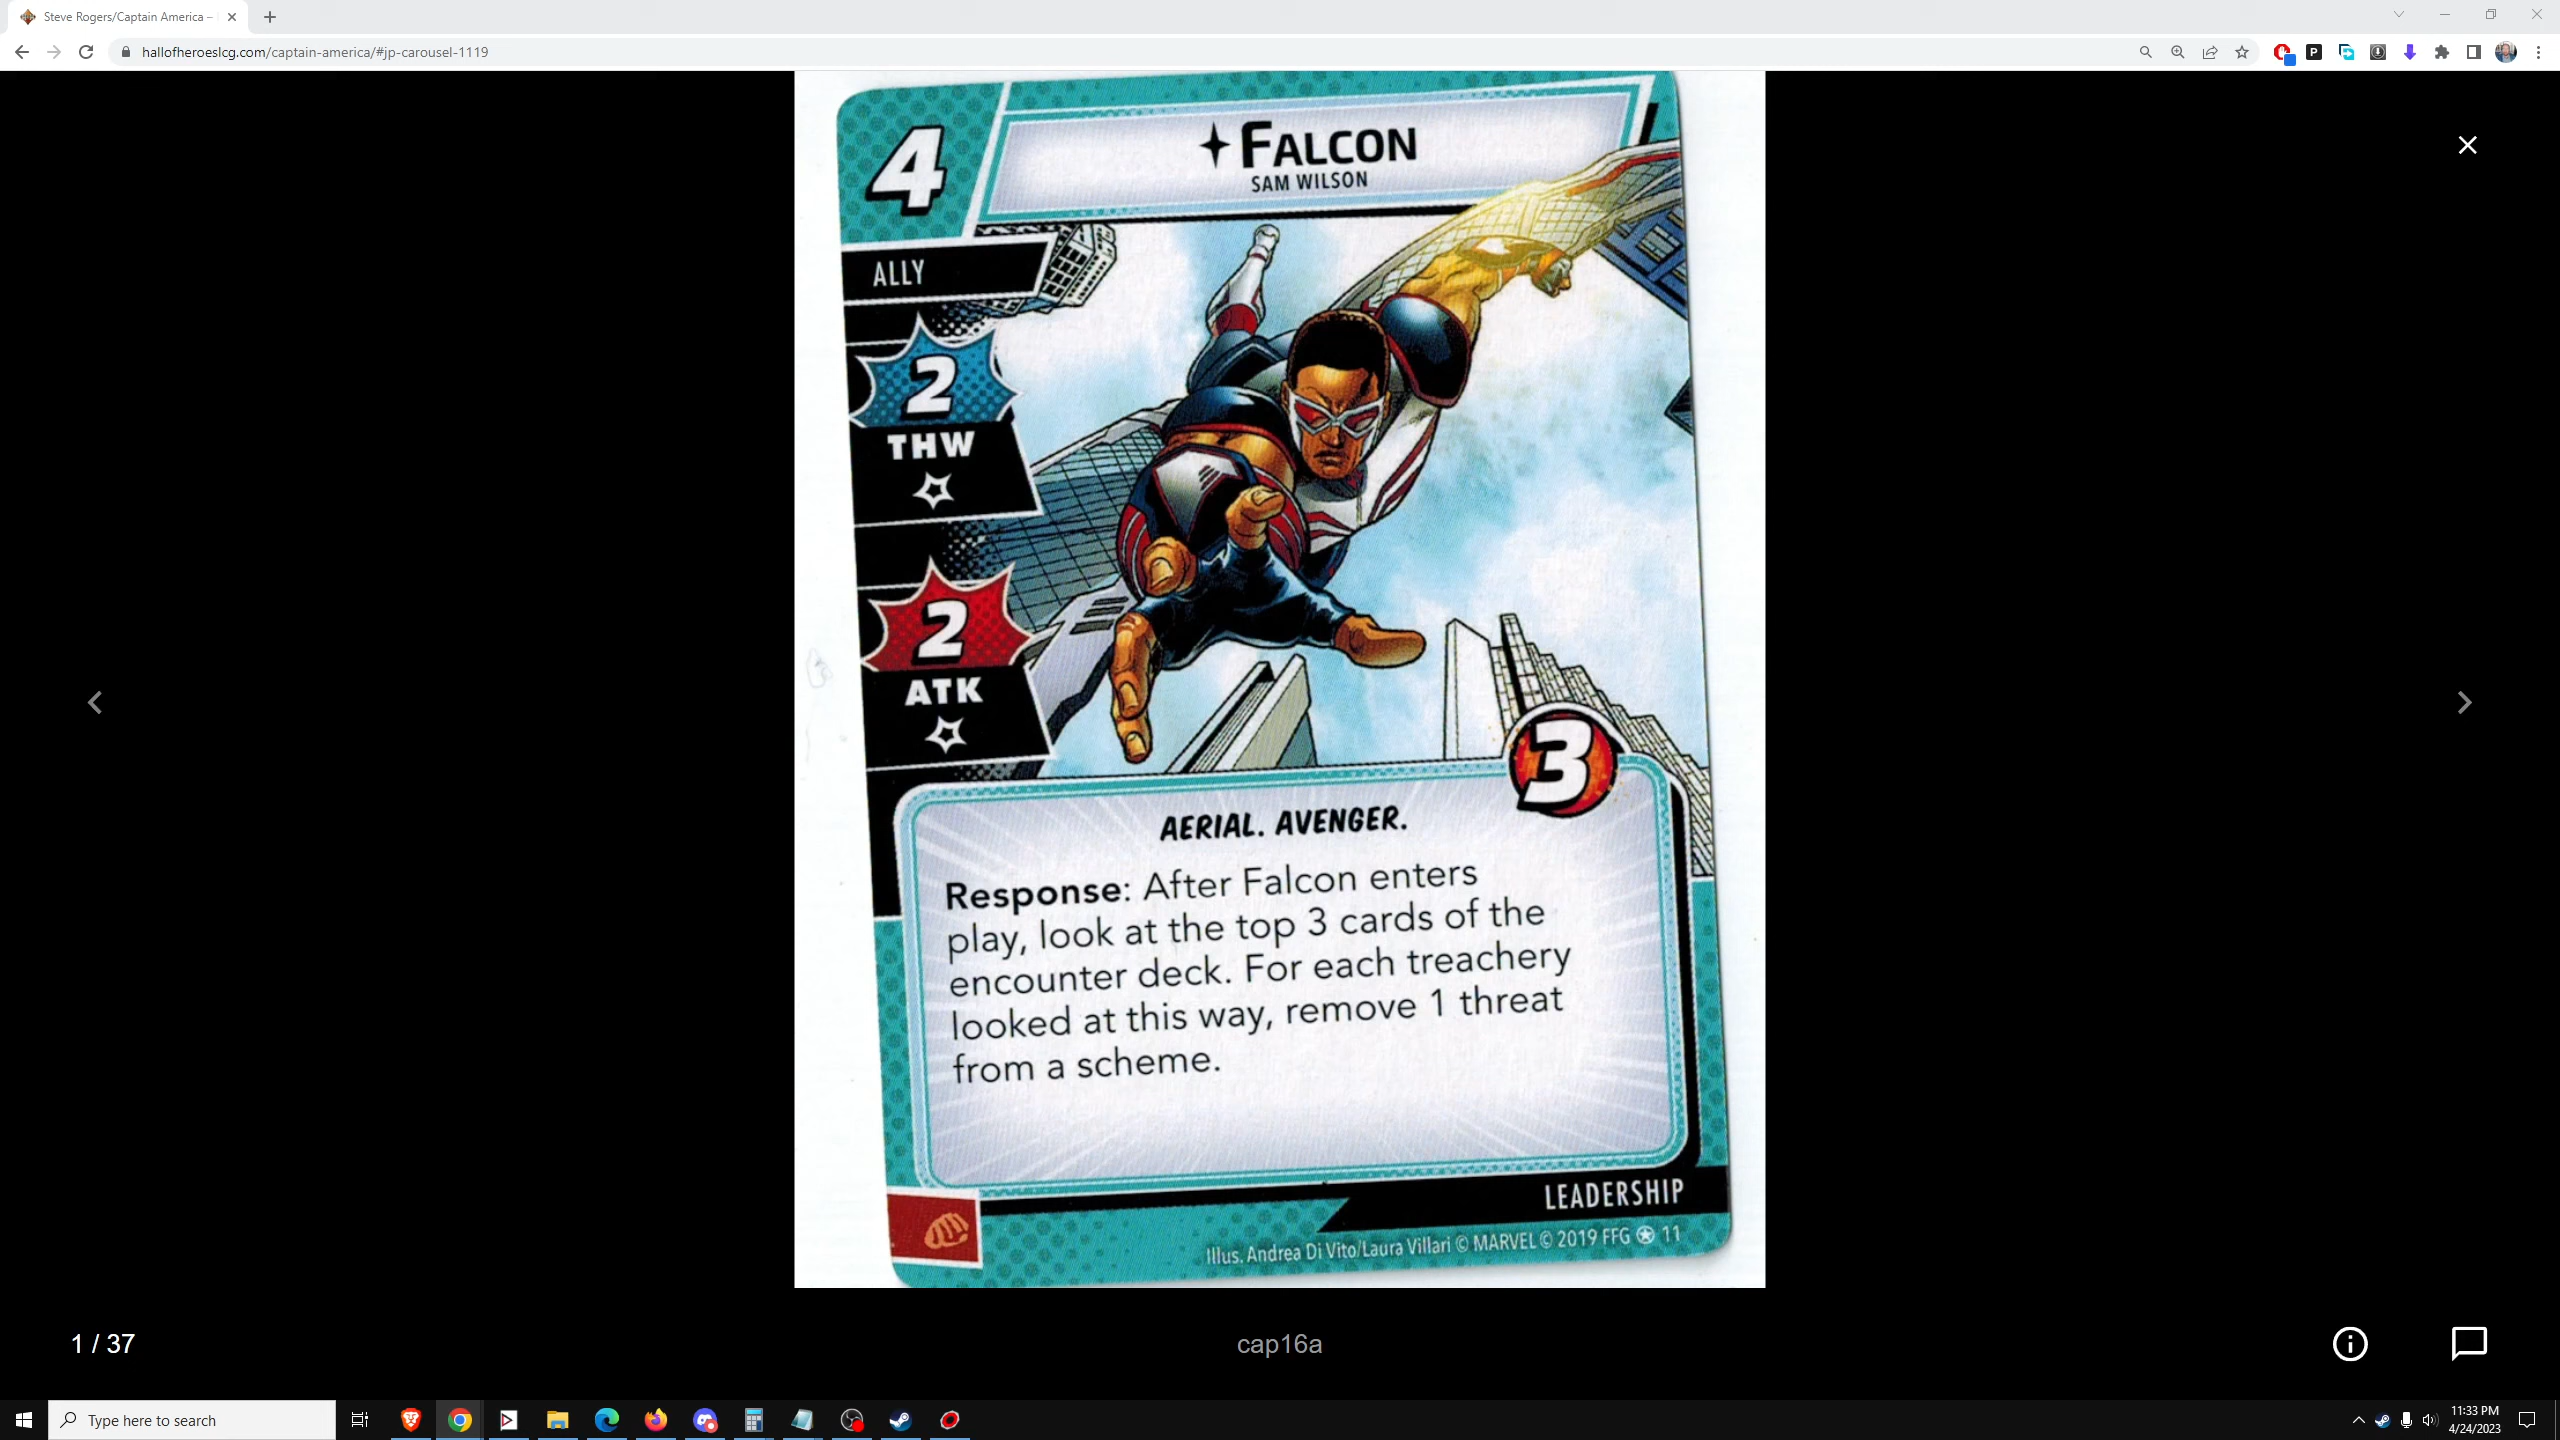 Steve Rogers/Captain America –
hallofheroeslcg.com/captain-america/#jp-carousel-1119
4
FALCON
SAM WILSON
ALLY
2
THW
2
ATK
3
AERIAL. AVENGER.
Response: After Falcon enters
play, look at the top 3 cards of the
encounter deck. For each treachery
looked at this way, remove 1 threat
from a scheme.
LEADERSHIP
Illus. Andrea Di Vito/Laura Villari © MARVEL © 2019 FFG 11
1 / 37
cap16a
Type here to search
11:33 PM
4/24/2023